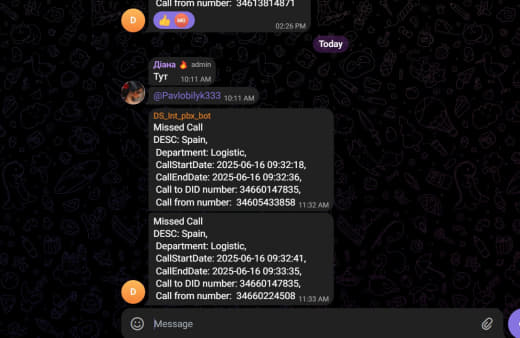 Call from number: 34613814871
D
👍
02:26 PM
Today
Діана 🔥 admin
Тут
10:11 AM
@Pavlobilyk333 10:11 AM
DS_Int_pbx_bot
Missed Call
DESC: Spain,
Department: Logistic,
CallStartDate: 2025-06-16 09:32:18,
CallEndDate: 2025-06-16 09:32:36,
Call to DID number: 34660147835,
Call from number: 34605433858 11:32 AM
Missed Call
DESC: Spain,
Department: Logistic,
CallStartDate: 2025-06-16 09:32:41,
CallEndDate: 2025-06-16 09:33:35,
Call to DID number: 34660147835,
Call from number: 34660224508 11:33 AM
D
Message